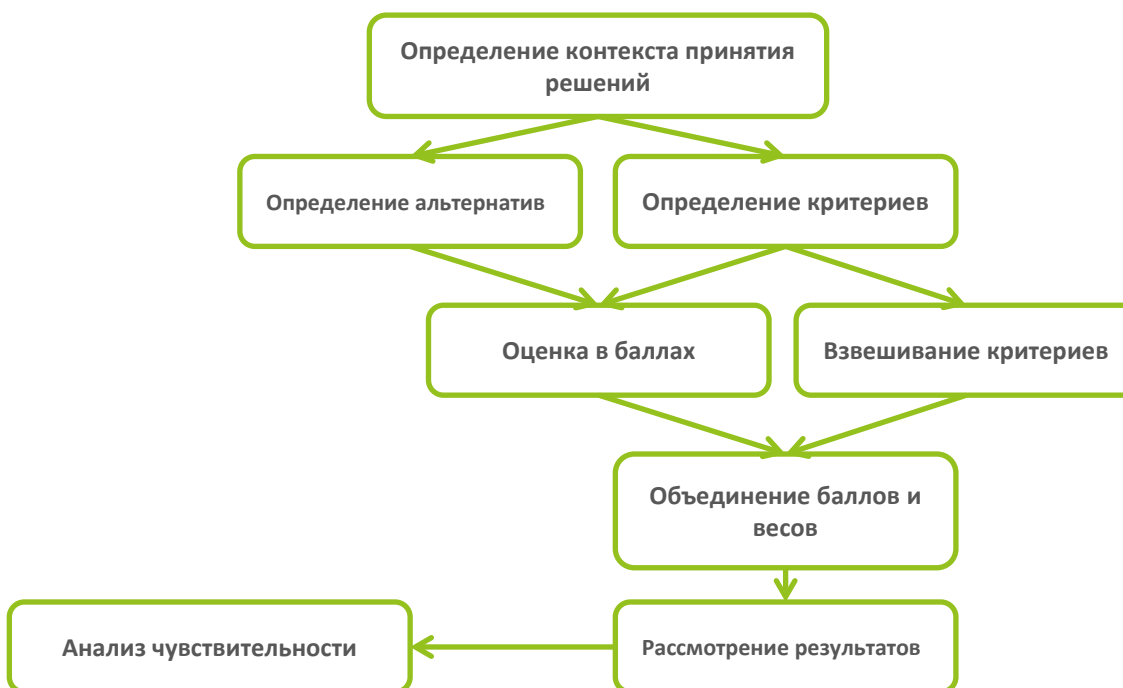 Определение контекста принятия
решений
Определение альтернатив
Определение критериев
Оценка в баллах
Взвешивание критериев
Объединение баллов и
весов
Анализ чувствительности
Рассмотрение результатов